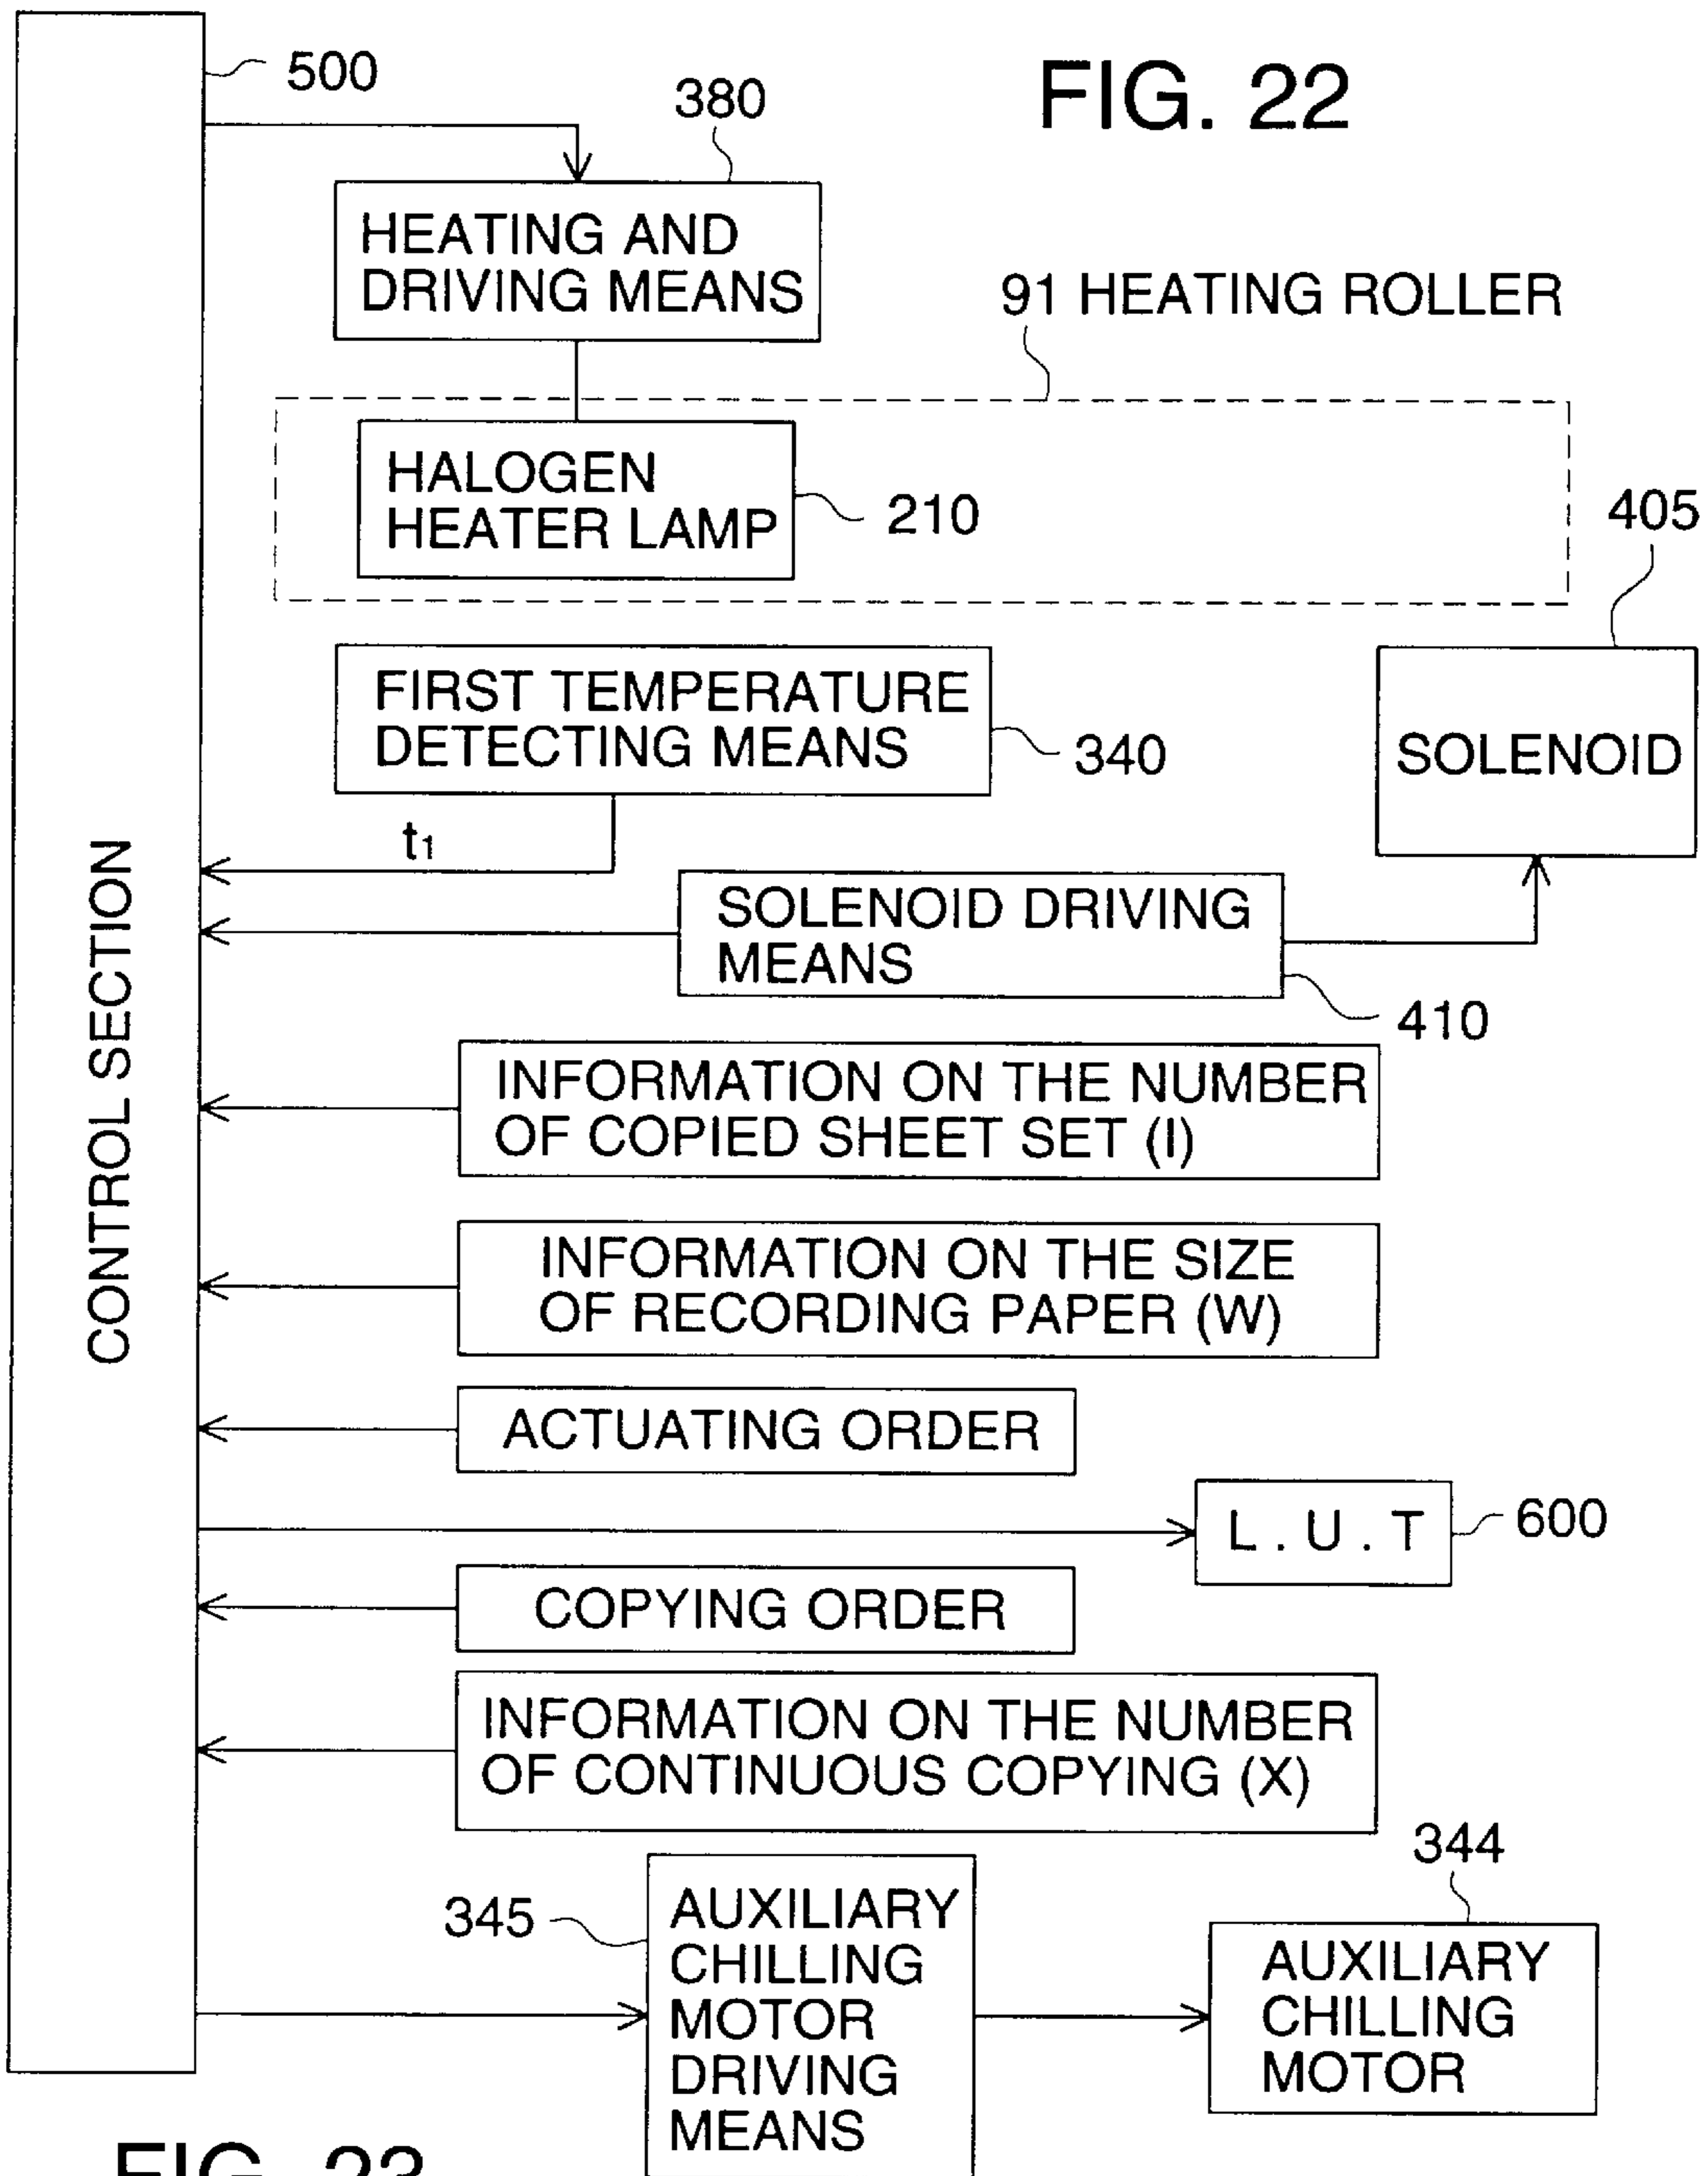 500
380
FIG. 22
HEATING AND
DRIVING MEANS
91 HEATING ROLLER
HALOGEN
HEATER LAMP
210
405
FIRST TEMPERATURE
DETECTING MEANS
340
SOLENOID
t1
SOLENOID DRIVING
MEANS
410
CONTROL SECTION
INFORMATION ON THE NUMBER
OF COPIED SHEET SET (I)
INFORMATION ON THE SIZE
OF RECORDING PAPER (W)
ACTUATING ORDER
L . U . T
600
COPYING ORDER
INFORMATION ON THE NUMBER
OF CONTINUOUS COPYING (X)
344
345
AUXILIARY
CHILLING
MOTOR
DRIVING
MEANS
AUXILIARY
CHILLING
MOTOR
FIG. 23